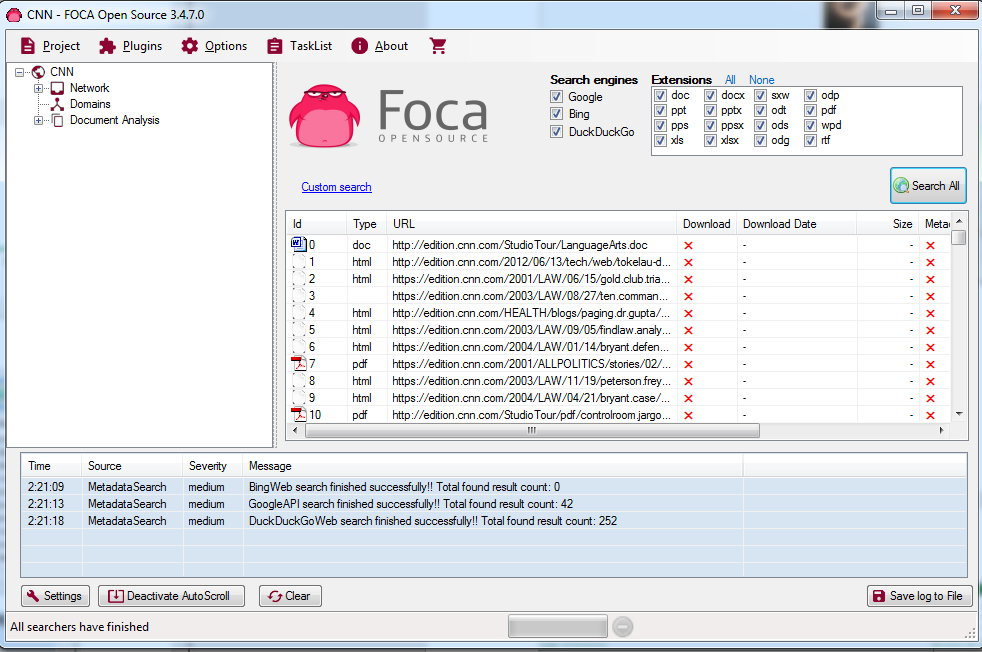 CNN - FOCA Open Source 3.4.7.0
Project Plugins Options TaskList About
CNN
Network
Domains
Document Analysis
Foca
OPENSOURCE
Search engines
Google
Bing
DuckDuckGo
Extensions All None
doc docx sxw odp
ppt pptx odt pdf
pps ppsx ods wpd
xls xlsx odg rtf
Custom search
Search All
Id Type URL Download Download Date Size Metad
0 doc http://edition.cnn.com/StudioTour/LanguageArts.doc - -
1 html http://edition.cnn.com/2012/06/13/tech/web/tokelau-d... - -
2 html https://edition.cnn.com/2001/LAW/06/15/gold.club.tria... - -
3 https://edition.cnn.com/2003/LAW/08/27/ten.comman... - -
4 html http://edition.cnn.com/HEALTH/blogs/paging.dr.gupta/... - -
5 html https://edition.cnn.com/2003/LAW/09/05/findlaw.analy... - -
6 html https://edition.cnn.com/2004/LAW/01/14/bryant.defen... - -
7 pdf https://edition.cnn.com/2001/ALLPOLITICS/stories/02/... - -
8 html https://edition.cnn.com/2003/LAW/11/19/peterson.frey... - -
9 html https://edition.cnn.com/2004/LAW/04/21/bryant.case/... - -
10 pdf http://edition.cnn.com/StudioTour/pdf/controlroom.jargo... - -
Time Source Severity Message
2:21:09 MetadataSearch medium BingWeb search finished successfully!! Total found result count: 0
2:21:13 MetadataSearch medium GoogleAPI search finished successfully!! Total found result count: 42
2:21:18 MetadataSearch medium DuckDuckGoWeb search finished successfully!! Total found result count: 252
Settings Deactivate AutoScroll Clear Save log to File
All searchers have finished